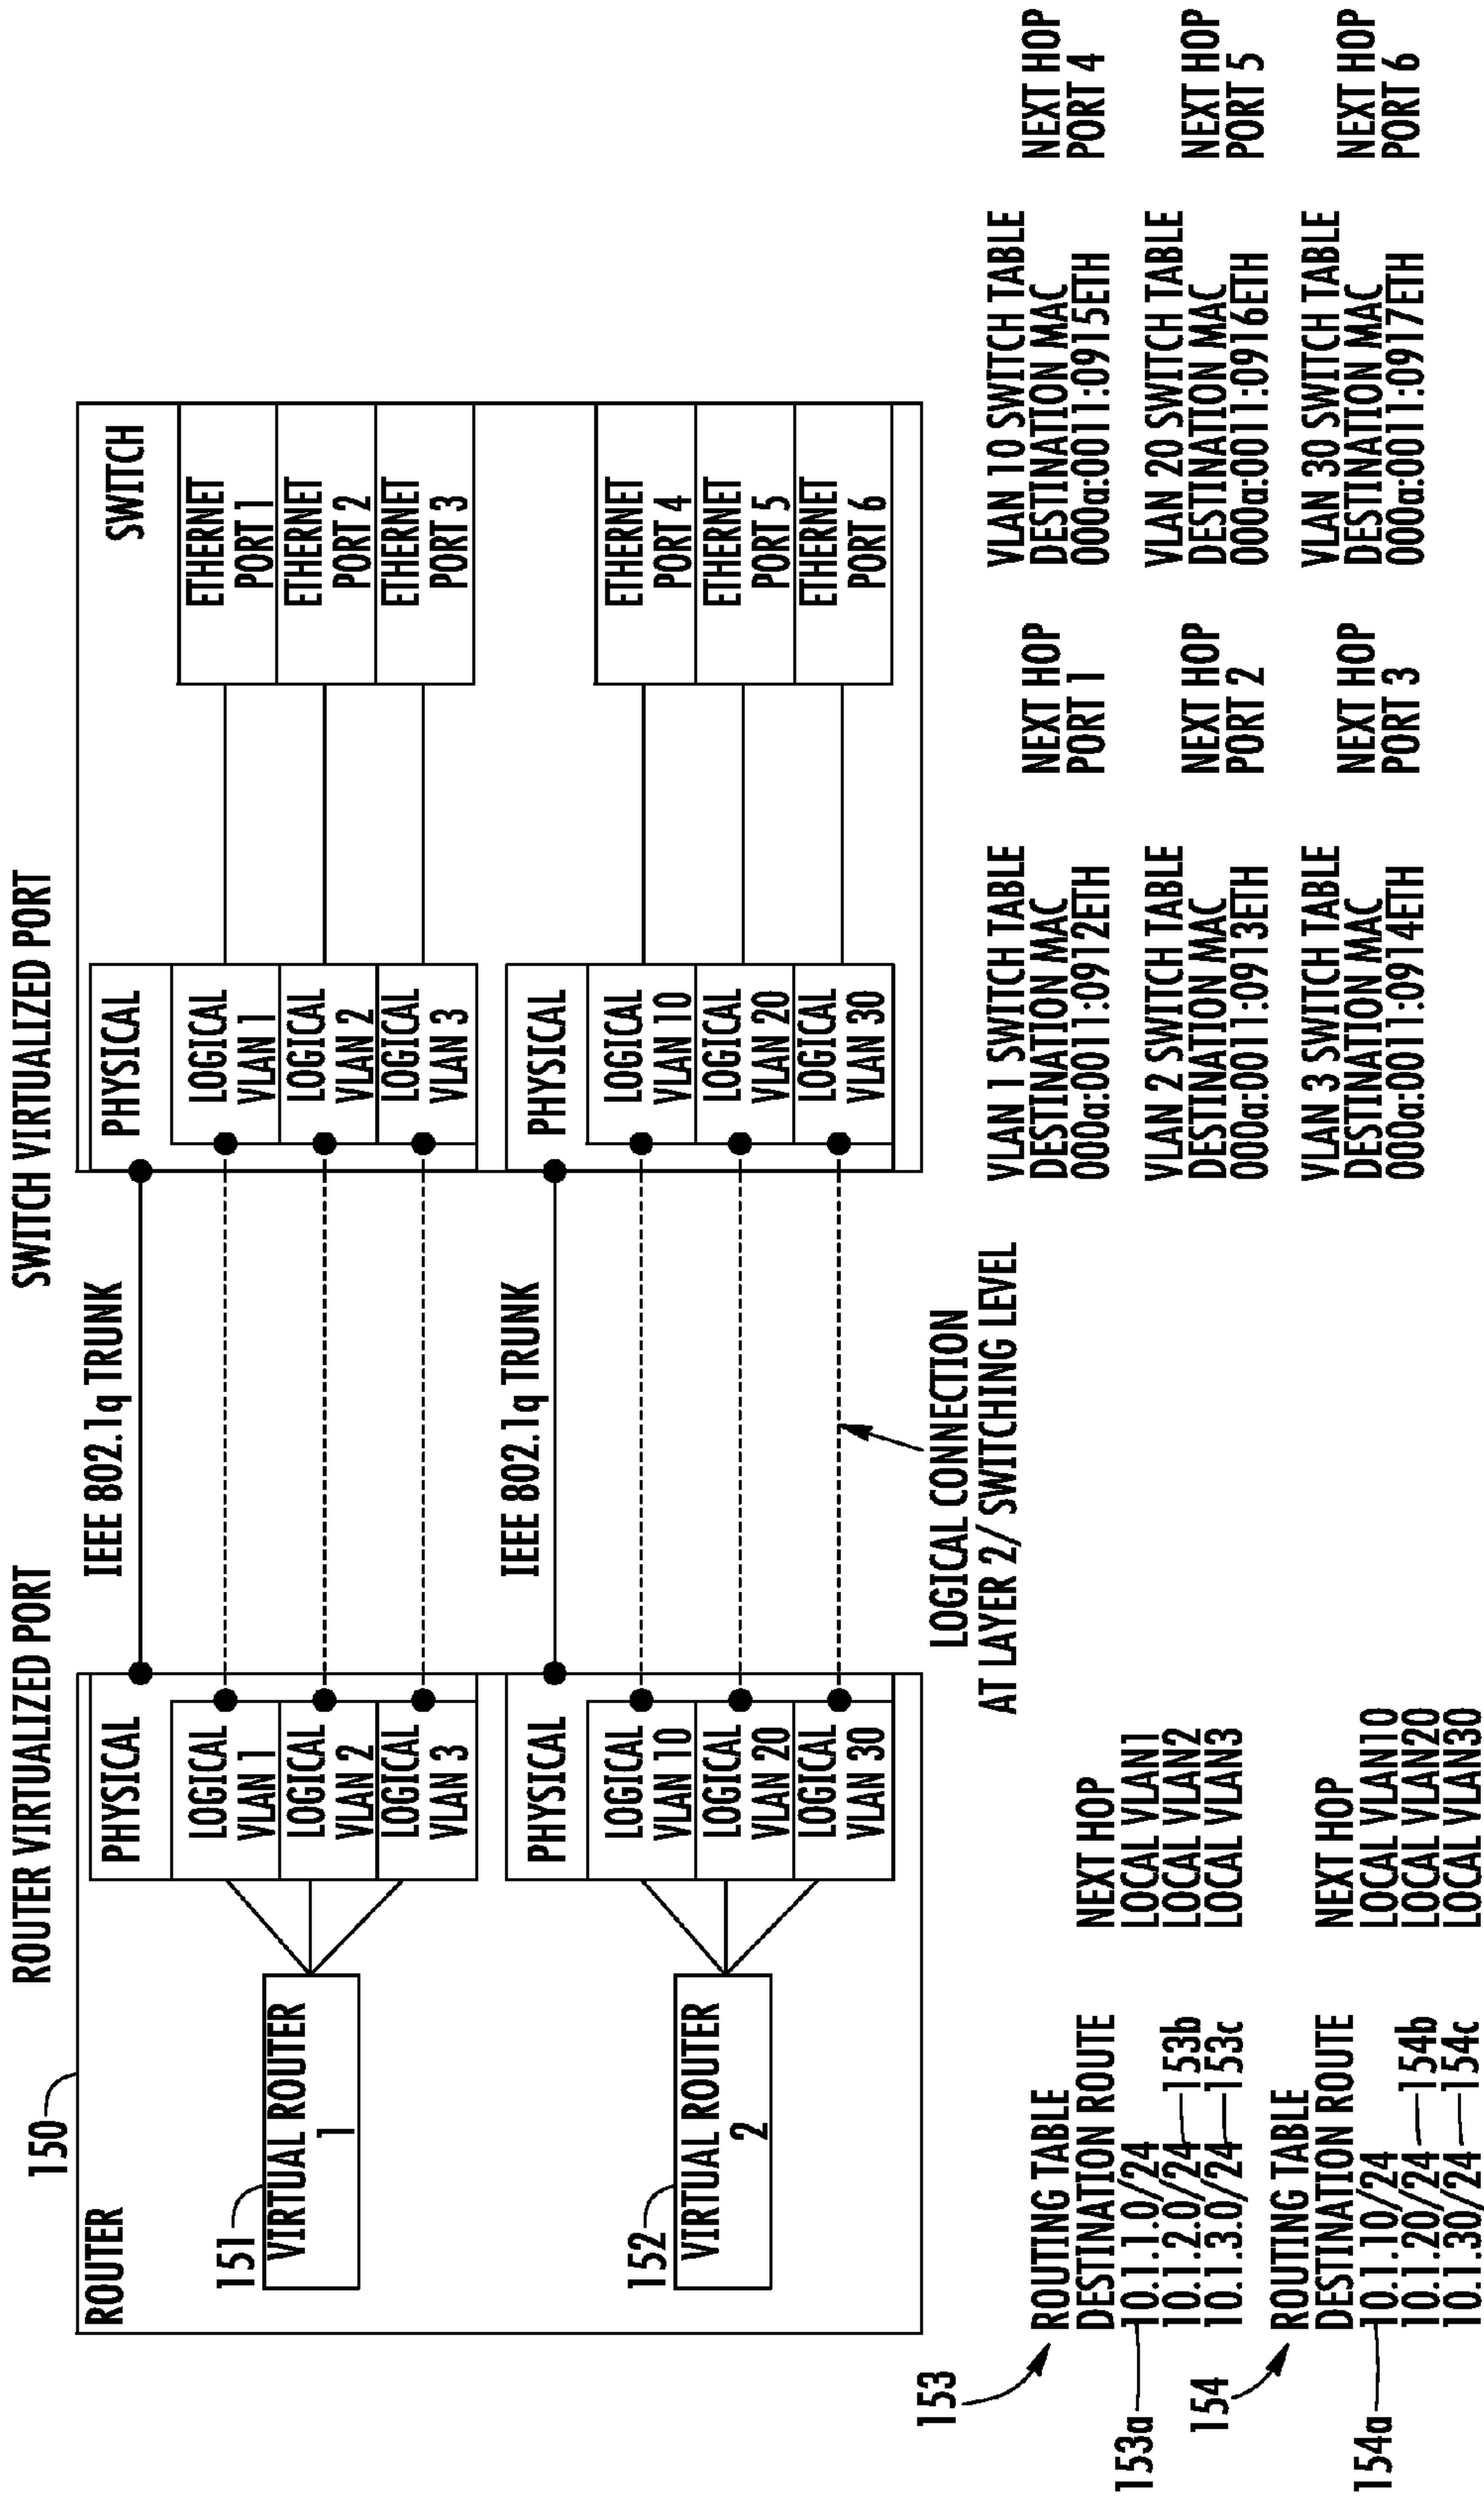 ROUTER VIRTUALIZED PORT
SWITCH VIRTUALIZED PORT
150
ROUTER
IEEE 802.1q TRUNK
SWITCH
PHYSICAL
PHYSICAL
151
VIRTUAL ROUTER
1
LOGICAL
VLAN 1
LOGICAL
VLAN 2
LOGICAL
VLAN 3
LOGICAL
VLAN 1
LOGICAL
VLAN 2
LOGICAL
VLAN 3
ETHERNET
PORT 1
ETHERNET
PORT 2
ETHERNET
PORT 3
IEEE 802.1q TRUNK
PHYSICAL
PHYSICAL
152
VIRTUAL ROUTER
2
LOGICAL
VLAN 10
LOGICAL
VLAN 20
LOGICAL
VLAN 30
LOGICAL
VLAN 10
LOGICAL
VLAN 20
LOGICAL
VLAN 30
ETHERNET
PORT 4
ETHERNET
PORT 5
ETHERNET
PORT 6
LOGICAL CONNECTION
AT LAYER 2/ SWITCHING LEVEL
153
ROUTING TABLE
DESTINATION ROUTE NEXT HOP
153a 10.1.1.0/24 LOCAL VLAN1
10.1.2.0/24 153b LOCAL VLAN2
10.1.3.0/24 153c LOCAL VLAN3
154
ROUTING TABLE
DESTINATION ROUTE NEXT HOP
154a 10.1.10/24 LOCAL VLAN10
10.1.20/24 154b LOCAL VLAN20
10.1.30/24 154c LOCAL VLAN30
VLAN 1 SWITCH TABLE
DESTINATION MAC NEXT HOP
000a:0011:0912ETH PORT 1
VLAN 2 SWITCH TABLE
DESTINATION MAC NEXT HOP
000a:0011:0913ETH PORT 2
VLAN 3 SWITCH TABLE
DESTINATION MAC NEXT HOP
000a:0011:0914ETH PORT 3
VLAN 10 SWITCH TABLE
DESTINATION MAC NEXT HOP
000a:0011:0915ETH PORT 4
VLAN 20 SWITCH TABLE
DESTINATION MAC NEXT HOP
000a:0011:0916ETH PORT 5
VLAN 30 SWITCH TABLE
DESTINATION MAC NEXT HOP
000a:0011:0917ETH PORT 6